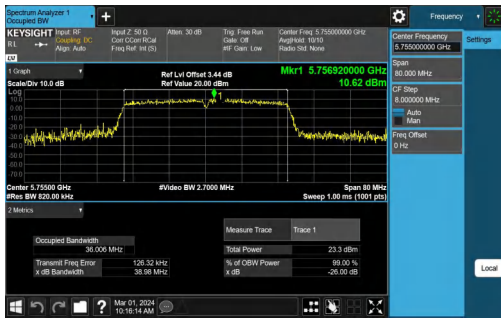 Spectrum Analyzer 1
Occupied BW
Frequency
KEYSIGHT
RL
Input: RF
Coupling: DC
Align: Auto
Input Z: 50 Ω
Corr CCorr RCal
Freq Ref: Int (S)
Atten: 30 dB
Trig: Free Run
Gate: Off
#IF Gain: Low
Center Freq: 5.755000000 GHz
Avg|Hold: 10/10
Radio Std: None
LM
Center Frequency
5.755000000 GHz
Settings
Span
80.000 MHz
CF Step
8.000000 MHz
Auto
Man
Freq Offset
0 Hz
Local
1 Graph
Scale/Div 10.0 dB
Ref Lvl Offset 3.44 dB
Ref Value 20.00 dBm
Mkr1 5.756920000 GHz
10.62 dBm
Log
10.0
0.00
-10.0
-20.0
-30.0
-40.0
-50.0
-60.0
-70.0
1
Center 5.75500 GHz
#Res BW 820.00 kHz
#Video BW 2.7000 MHz
Span 80 MHz
Sweep 1.00 ms (1001 pts)
2 Metrics
Measure Trace
Trace 1
Occupied Bandwidth
36.006 MHz
Total Power
23.3 dBm
Transmit Freq Error
126.32 kHz
% of OBW Power
99.00 %
x dB Bandwidth
38.98 MHz
x dB
-26.00 dB
?
Mar 01, 2024
10:16:14 AM